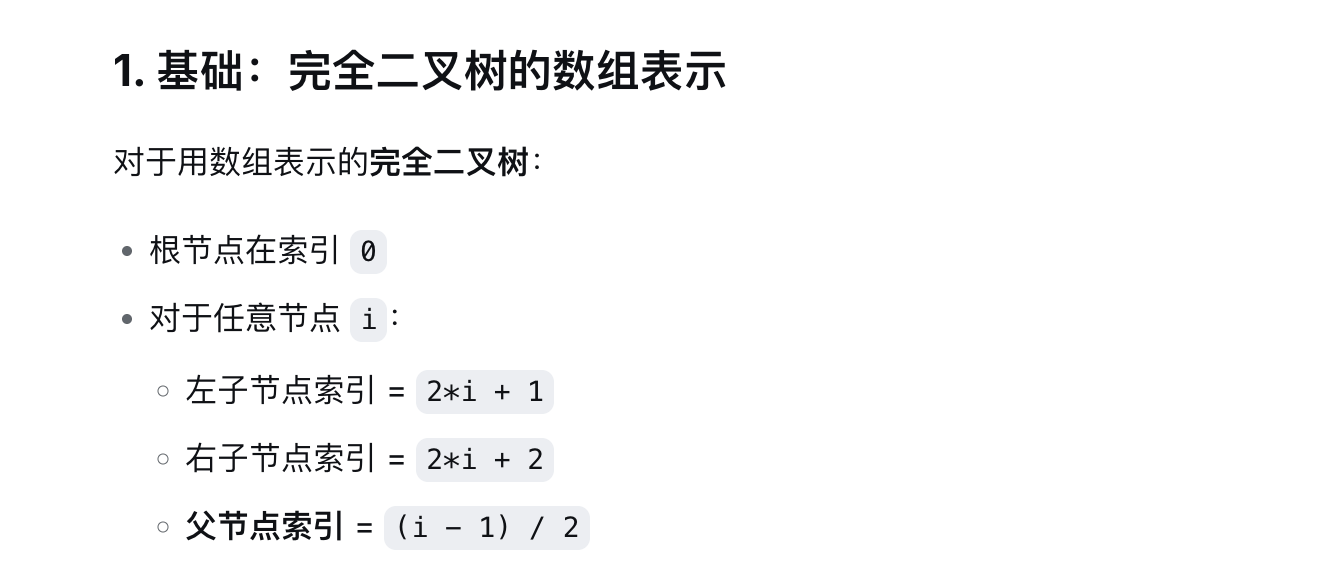 1. 基础：完全二叉树的数组表示
对于用数组表示的完全二叉树：
• 根节点在索引 0
• 对于任意节点 i：
○ 左子节点索引 = 2*i + 1
○ 右子节点索引 = 2*i + 2
○ 父节点索引 = (i − 1) / 2